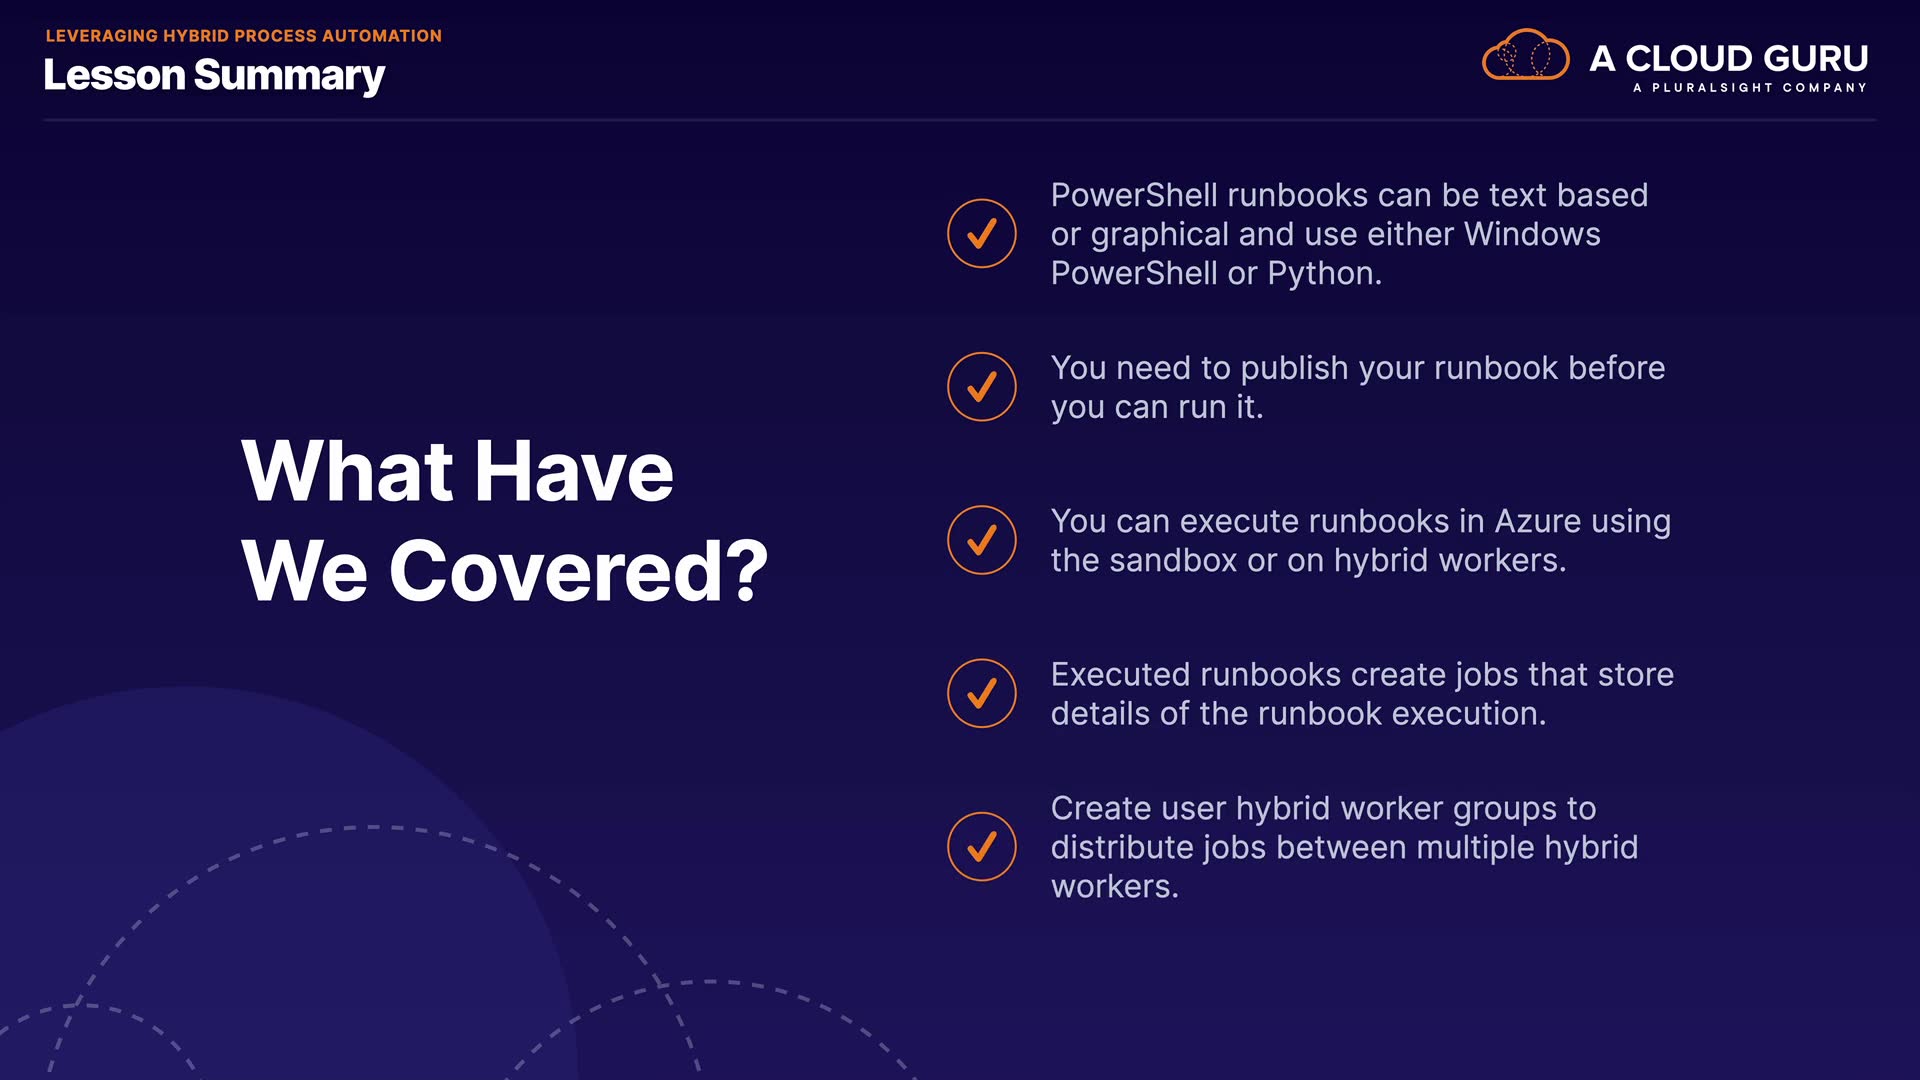 LEVERAGING HYBRID PROCESS AUTOMATION
Lesson Summary
A CLOUD GURU
A PLURALSIGHT COMPANY
What Have
We Covered?
PowerShell runbooks can be text based
or graphical and use either Windows
PowerShell or Python.
You need to publish your runbook before
you can run it.
You can execute runbooks in Azure using
the sandbox or on hybrid workers.
Executed runbooks create jobs that store
details of the runbook execution.
Create user hybrid worker groups to
distribute jobs between multiple hybrid
workers.